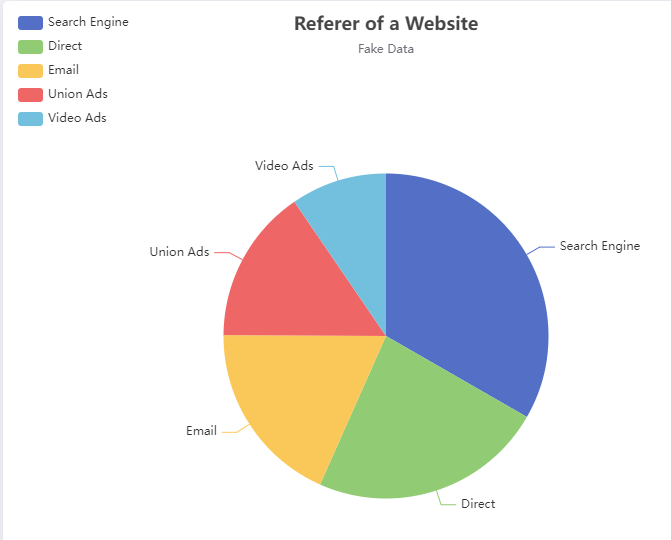 Referer of a Website
Fake Data
Search Engine
Direct
Email
Union Ads
Video Ads
Video Ads
Union Ads
Search Engine
Email
Direct